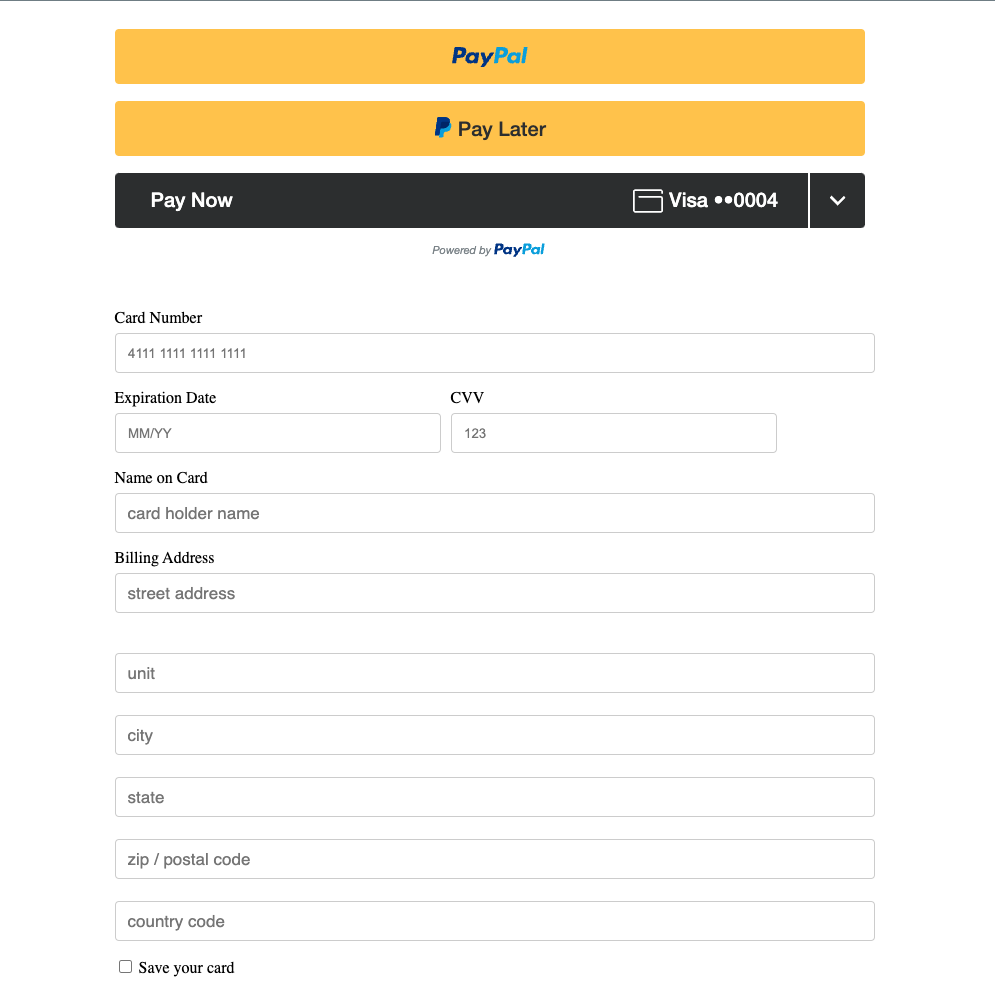 PayPal
Pay Later
Pay Now Visa ••0004
Powered by PayPal
Card Number
4111 1111 1111 1111
Expiration Date CVV
MM/YY 123
Name on Card
card holder name
Billing Address
street address
unit
city
state
zip / postal code
country code
Save your card